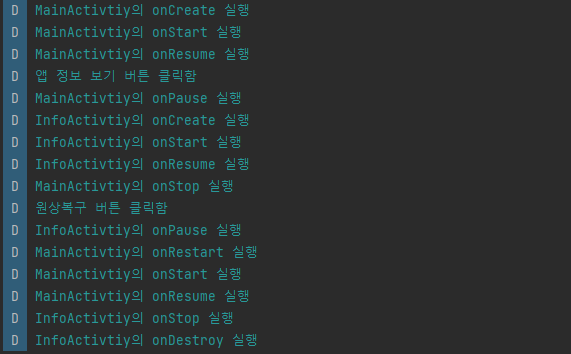 D MainActivtiy의 onCreate 실행
D MainActivtiy의 onStart 실행
D MainActivtiy의 onResume 실행
D 앱 정보 보기 버튼 클릭함
D MainActivtiy의 onPause 실행
D InfoActivtiy의 onCreate 실행
D InfoActivtiy의 onStart 실행
D InfoActivtiy의 onResume 실행
D MainActivtiy의 onStop 실행
D 원상복구 버튼 클릭함
D InfoActivtiy의 onPause 실행
D MainActivtiy의 onRestart 실행
D MainActivtiy의 onStart 실행
D MainActivtiy의 onResume 실행
D InfoActivtiy의 onStop 실행
D InfoActivtiy의 onDestroy 실행